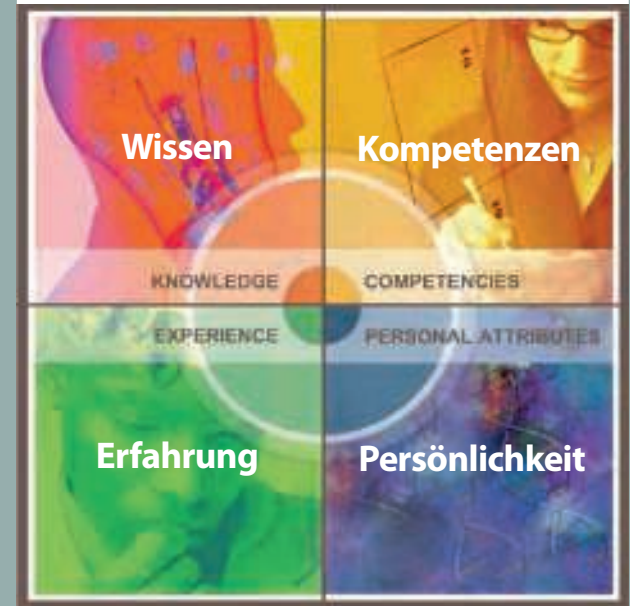 Wissen
Kompetenzen
KNOWLEDGE
COMPETENCIES
EXPERIENCE
PERSONAL ATTRIBUTES
Erfahrung
Persönlichkeit